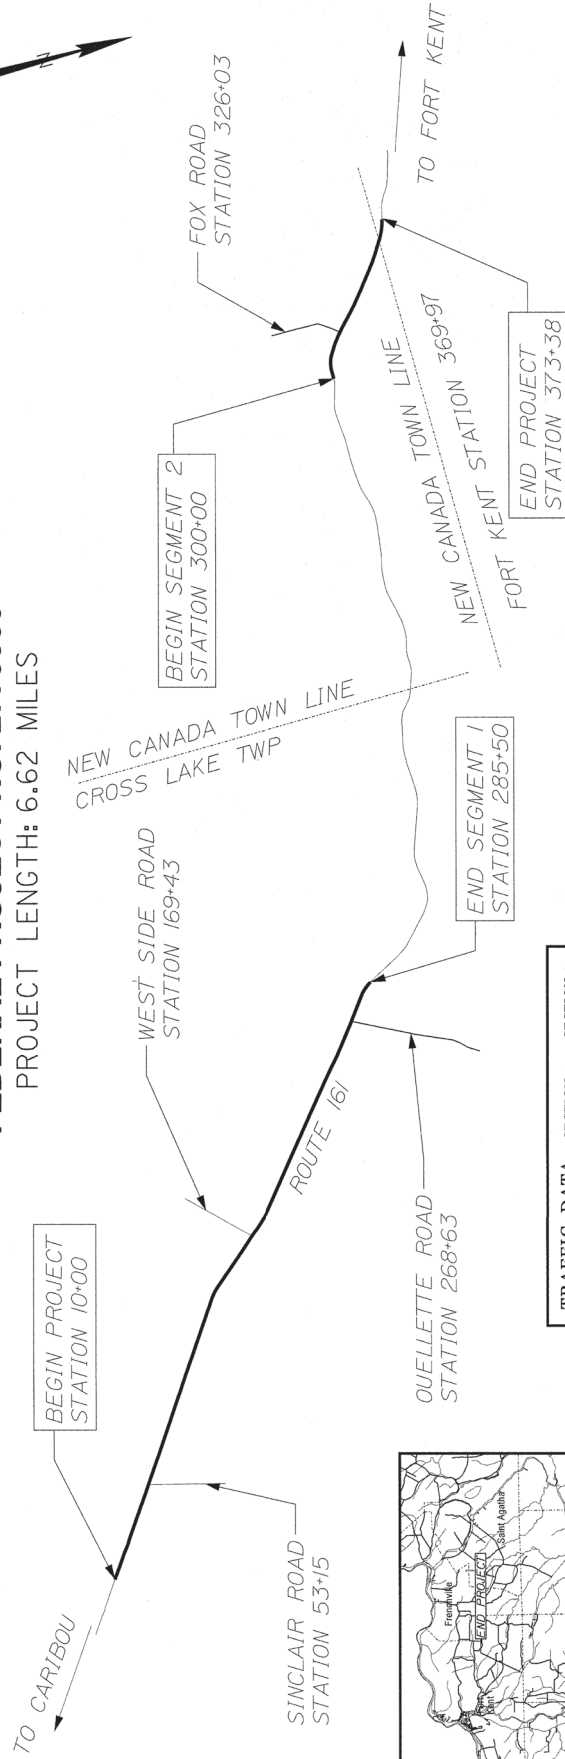 PROJECT LENGTH: 6.62 MILES
N
TO CARIBOU
BEGIN PROJECT
STATION 10+00
SINCLAIR ROAD
STATION 53+15
WEST SIDE ROAD
STATION 169+43
ROUTE 161
OUELLETTE ROAD
STATION 268+63
END SEGMENT 1
STATION 285+50
NEW CANADA TOWN LINE
CROSS LAKE TWP
BEGIN SEGMENT 2
STATION 300+00
FOX ROAD
STATION 326+03
NEW CANADA TOWN LINE
FORT KENT STATION 369+97
END PROJECT
STATION 373+38
TO FORT KENT
TRAFFIC DATA
Frenchville
END PROJECT
Saint Agatha
Kent